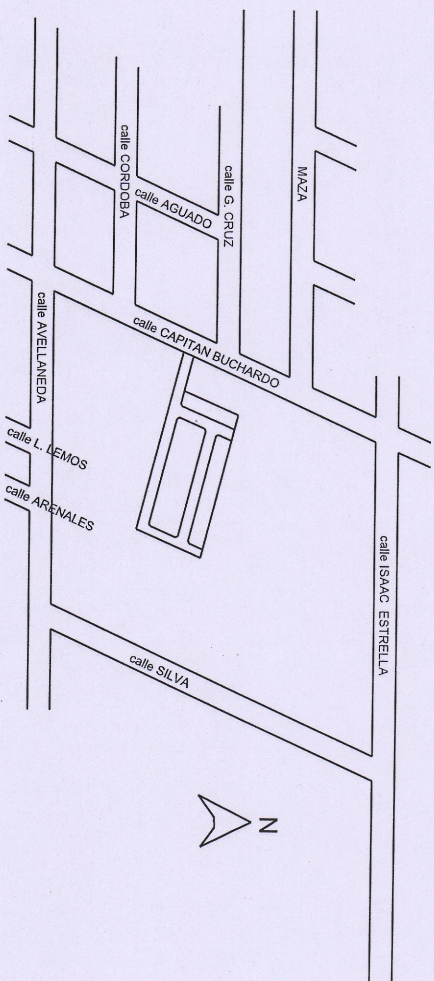 calle CORDOBA
calle AGUADO
calle G. CRUZ
MAZA
calle CAPITAN BUCHARDO
calle AVELLANEDA
calle L. LEMOS
calle ARENALES
calle ISAAC ESTRELLA
calle SILVA
N